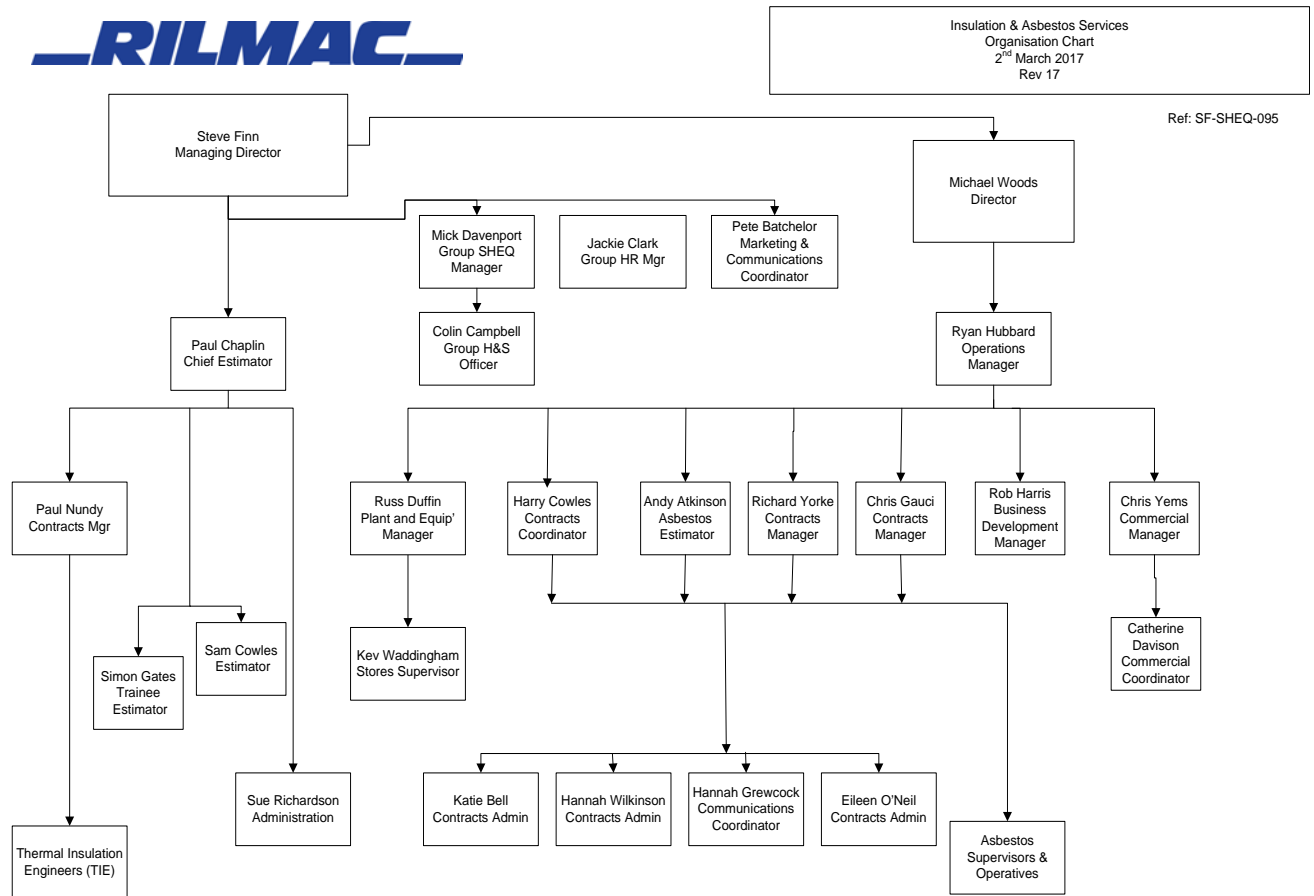 RILMAC
Insulation & Asbestos Services
Organisation Chart
2nd March 2017
Rev 17
Ref: SF-SHEQ-095
Steve Finn
Managing Director
Michael Woods
Director
Mick Davenport
Group SHEQ
Manager
Jackie Clark
Group HR Mgr
Pete Batchelor
Marketing &
Communications
Coordinator
Paul Chaplin
Chief Estimator
Colin Campbell
Group H&S
Officer
Ryan Hubbard
Operations
Manager
Paul Nundy
Contracts Mgr
Russ Duffin
Plant and Equip'
Manager
Harry Cowles
Contracts
Coordinator
Andy Atkinson
Asbestos
Estimator
Richard Yorke
Contracts
Manager
Chris Gauci
Contracts
Manager
Rob Harris
Business
Development
Manager
Chris Yems
Commercial
Manager
Simon Gates
Trainee
Estimator
Sam Cowles
Estimator
Kev Waddingham
Stores Supervisor
Catherine
Davison
Commercial
Coordinator
Sue Richardson
Administration
Katie Bell
Contracts Admin
Hannah Wilkinson
Contracts Admin
Hannah Grewcock
Communications
Coordinator
Eileen O'Neil
Contracts Admin
Thermal Insulation
Engineers (TIE)
Asbestos
Supervisors &
Operatives